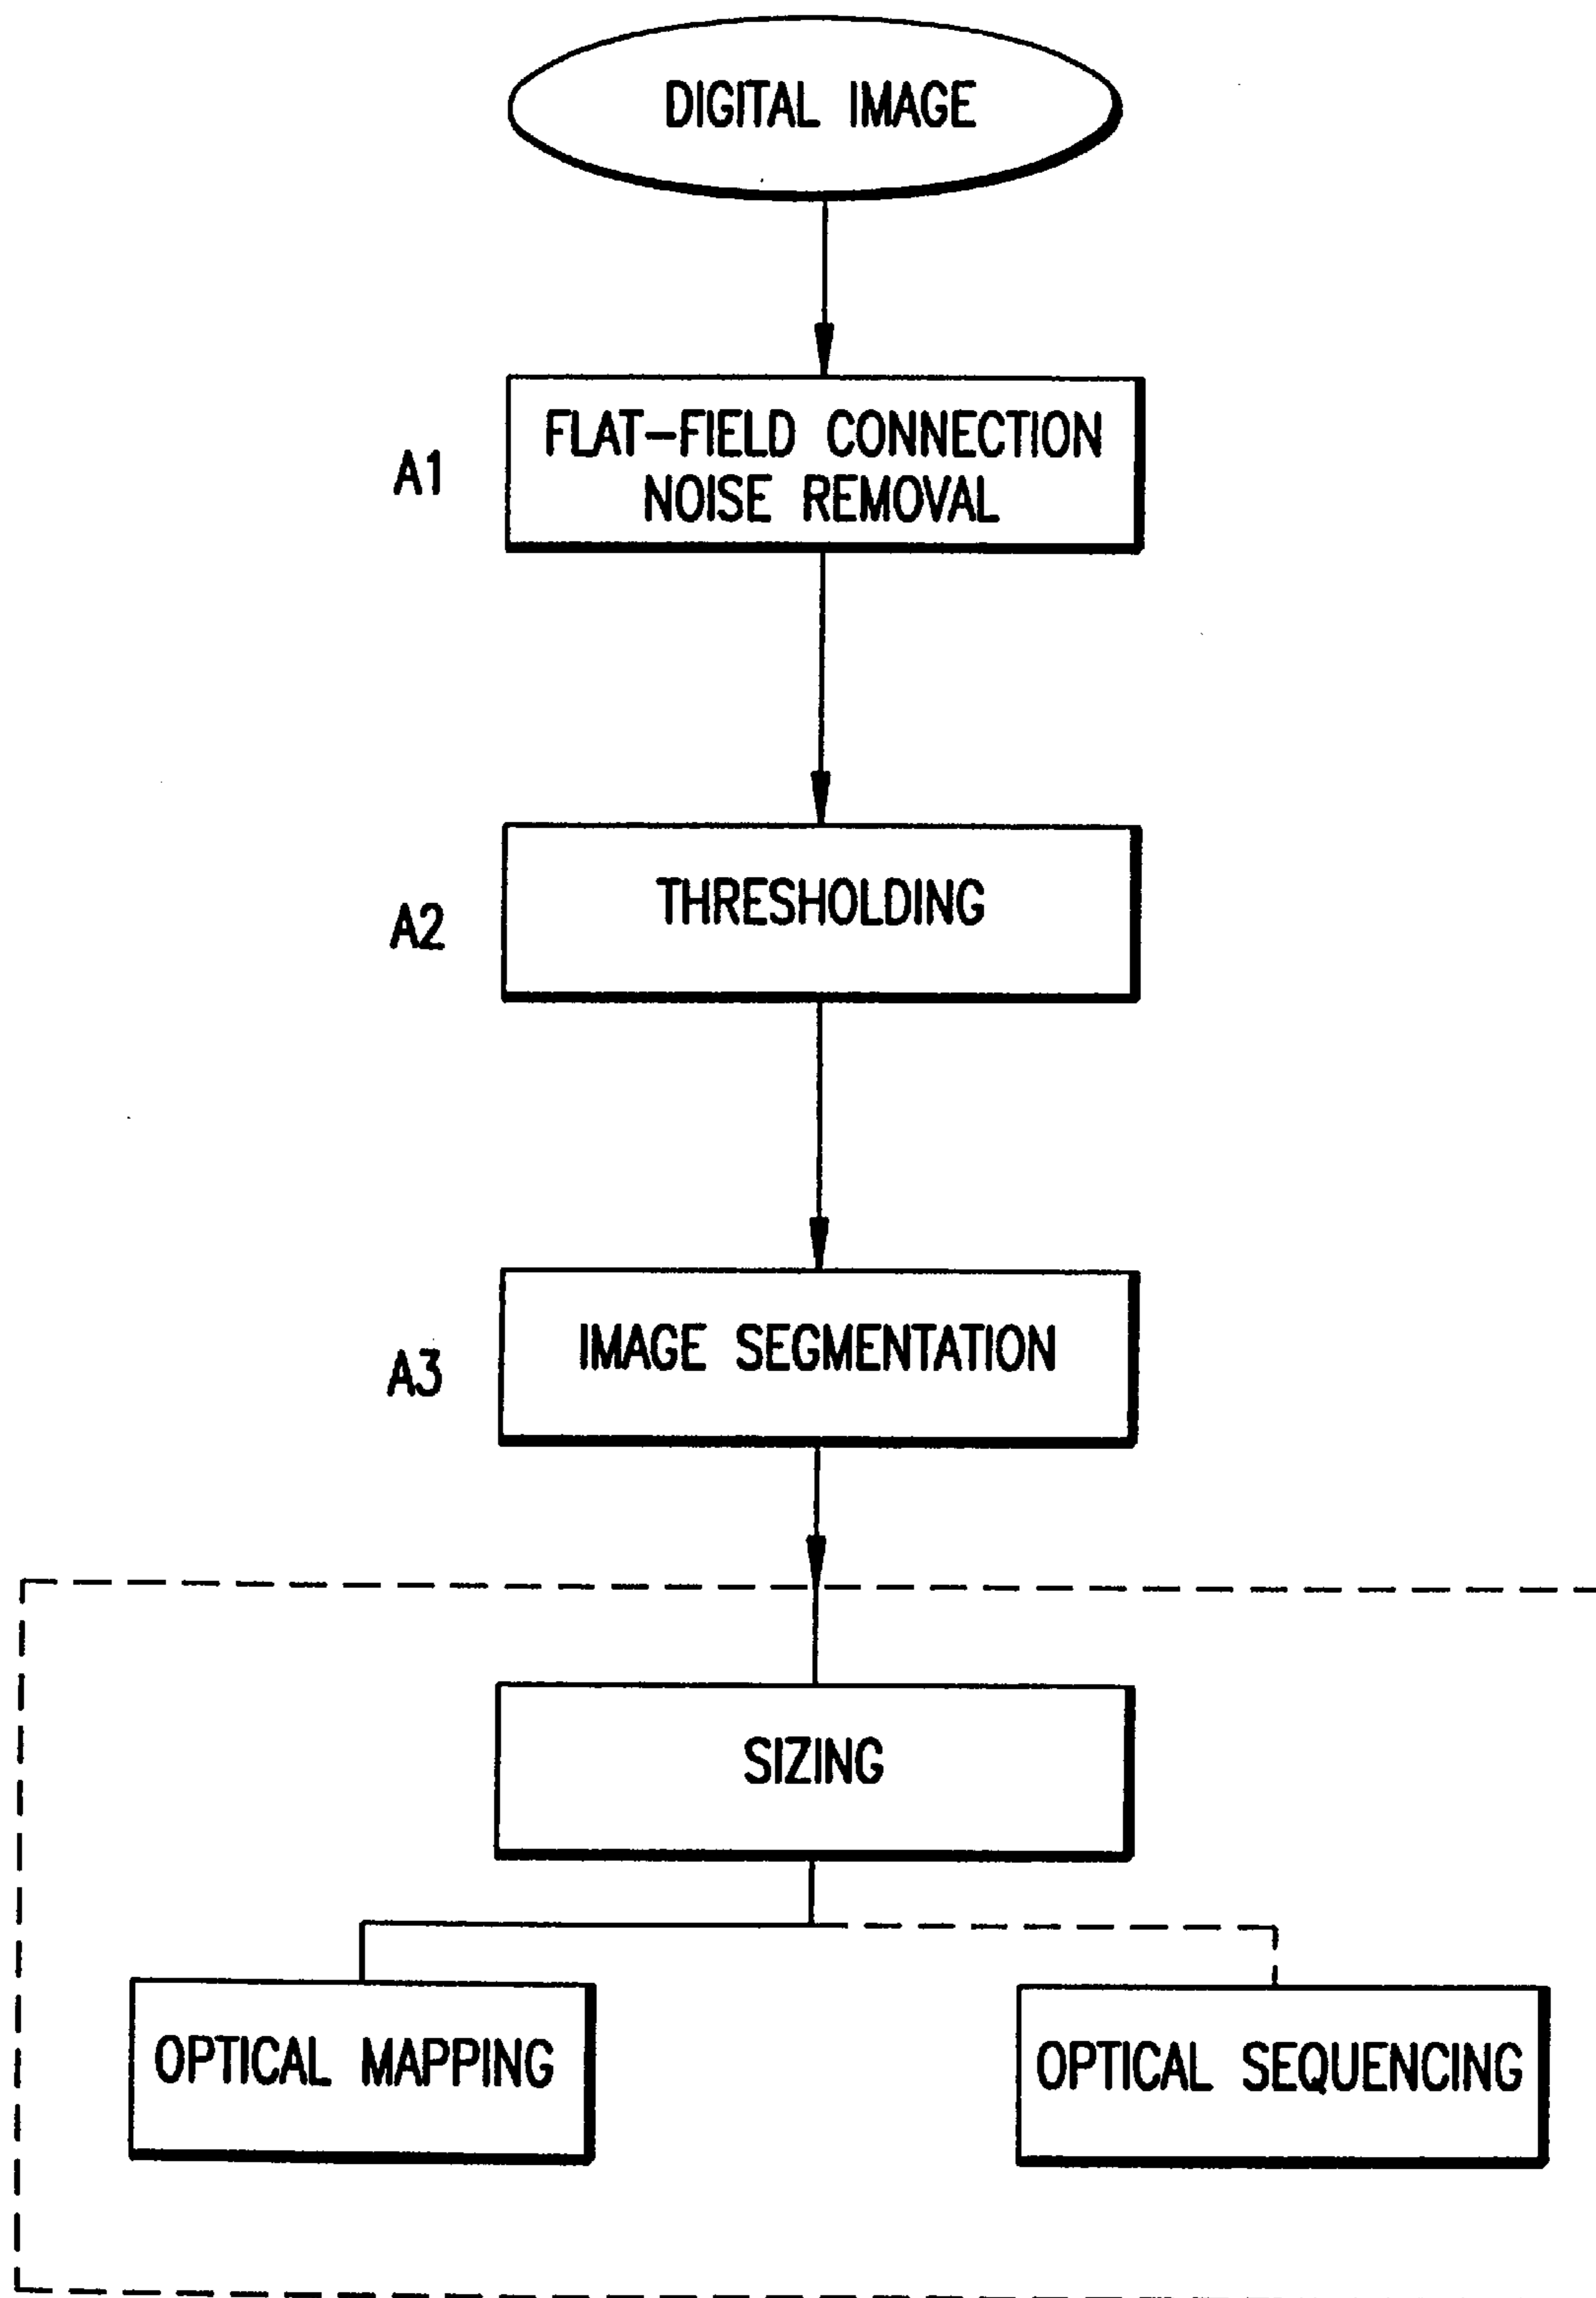 DIGITAL IMAGE
A1
FLAT-FIELD CONNECTION
NOISE REMOVAL
A2
THRESHOLDING
A3
IMAGE SEGMENTATION
SIZING
OPTICAL MAPPING
OPTICAL SEQUENCING